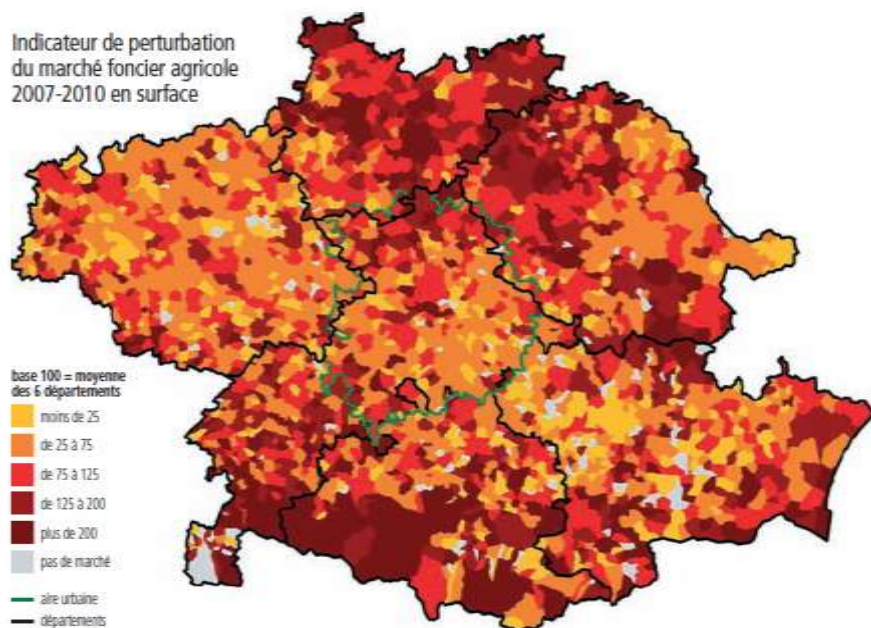 Indicateur de perturbation
du marché foncier agricole
2007-2010 en surface
base 100 = moyenne
des 6 départements
moins de 25
de 25 à 75
de 75 à 125
de 125 à 200
plus de 200
pas de marché
aire urbaine
départements